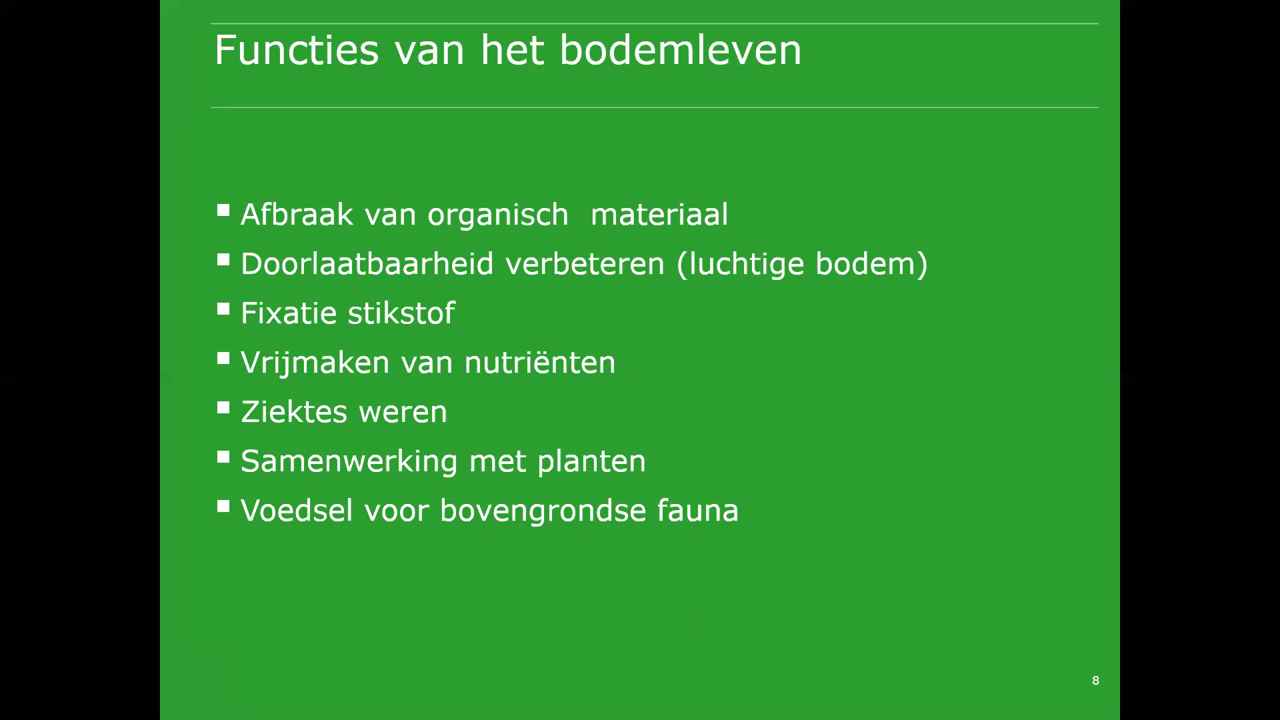 Functies van het bodemleven
▪ Afbraak van organisch  materiaal
▪ Doorlaatbaarheid verbeteren (luchtige bodem)
▪ Fixatie stikstof
▪ Vrijmaken van nutriënten
▪ Ziektes weren
▪ Samenwerking met planten
▪ Voedsel voor bovengrondse fauna
8